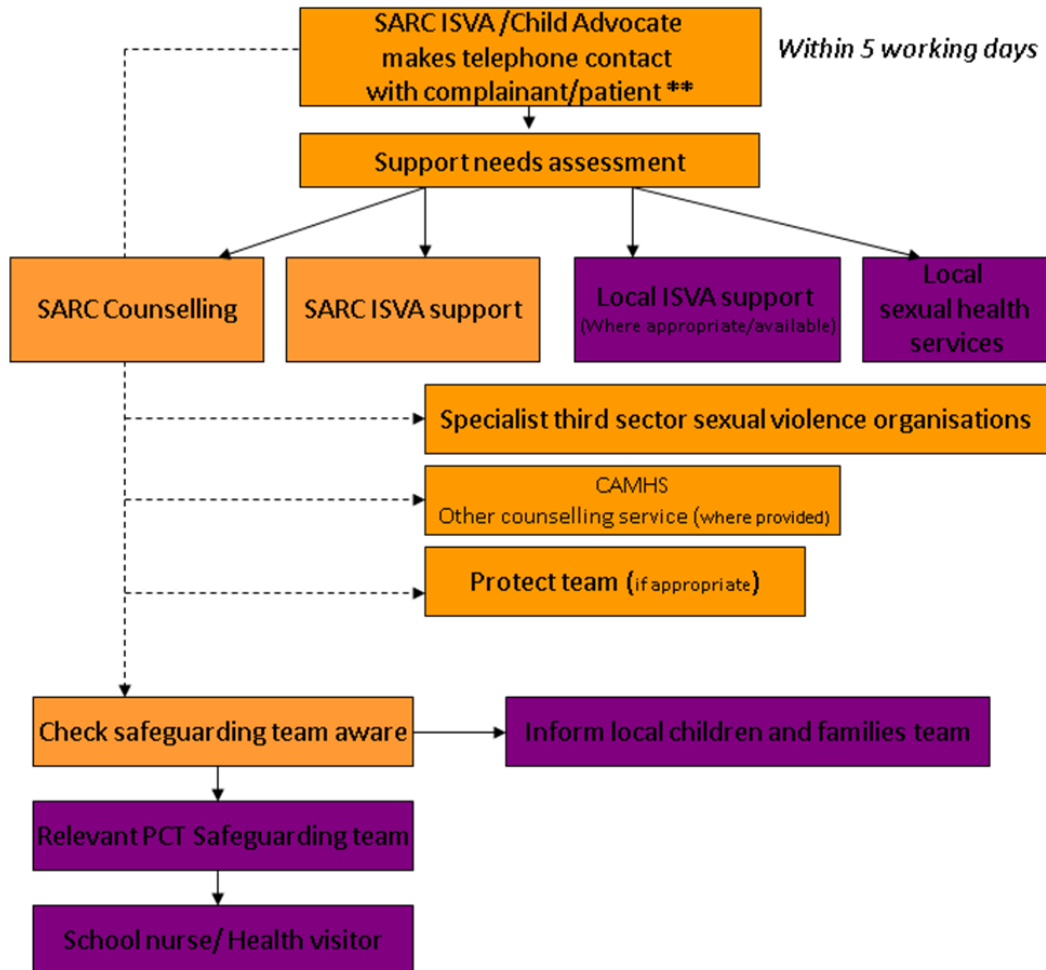 SARC ISVA /Child Advocate
makes telephone contact
with complainant/patient **
Within 5 working days
Support needs assessment
SARC Counselling
SARC ISVA support
Local ISVA support
(Where appropriate/available)
Local
sexual health
services
Specialist third sector sexual violence organisations
CAMHS
Other counselling service (where provided)
Protect team (if appropriate)
Check safeguarding team aware
Inform local children and families team
Relevant PCT Safeguarding team
School nurse/ Health visitor